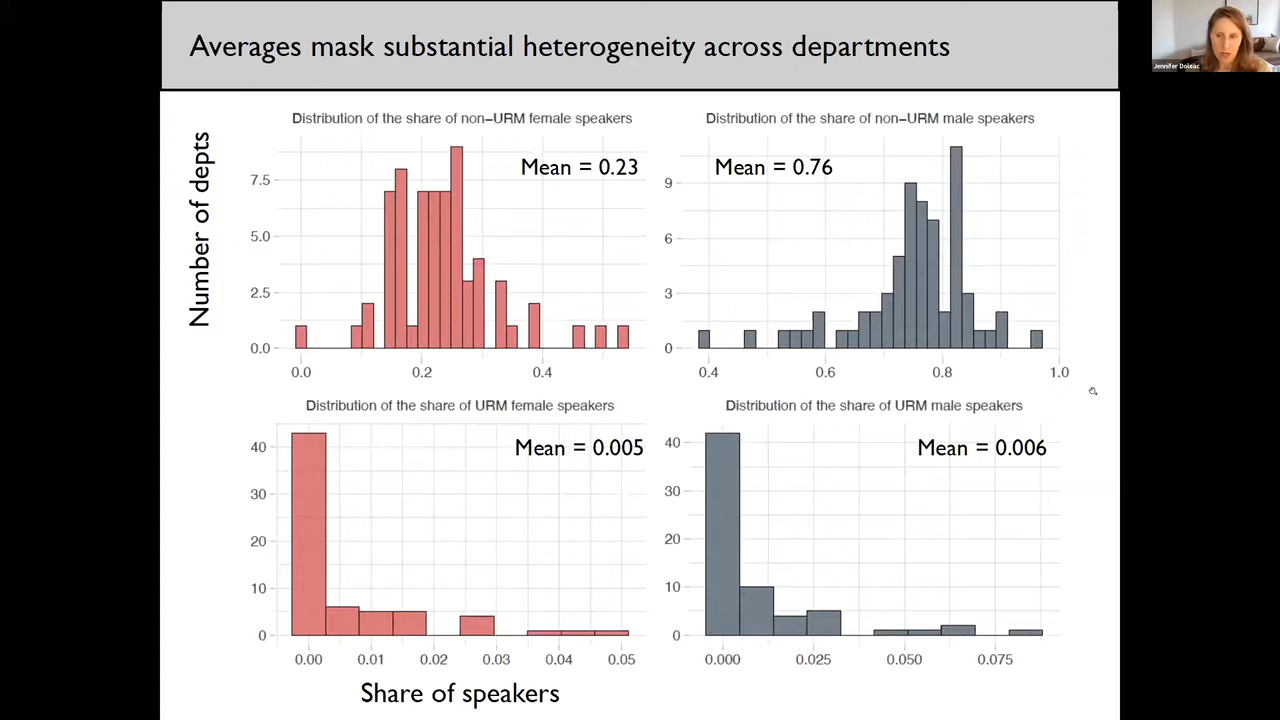 Averages mask substantial heterogeneity across departments
Jennifer Doleac
Number of depts
Distribution of the share of non–URM female speakers
Mean = 0.23
7.5
5.0
2.5
0.0
0.0 0.2 0.4
Distribution of the share of non–URM male speakers
Mean = 0.76
9
6
3
0
0.4 0.6 0.8 1.0
Distribution of the share of URM female speakers
Mean = 0.005
40
30
20
10
0
0.00 0.01 0.02 0.03 0.04 0.05
Distribution of the share of URM male speakers
Mean = 0.006
40
30
20
10
0
0.000 0.025 0.050 0.075
Share of speakers